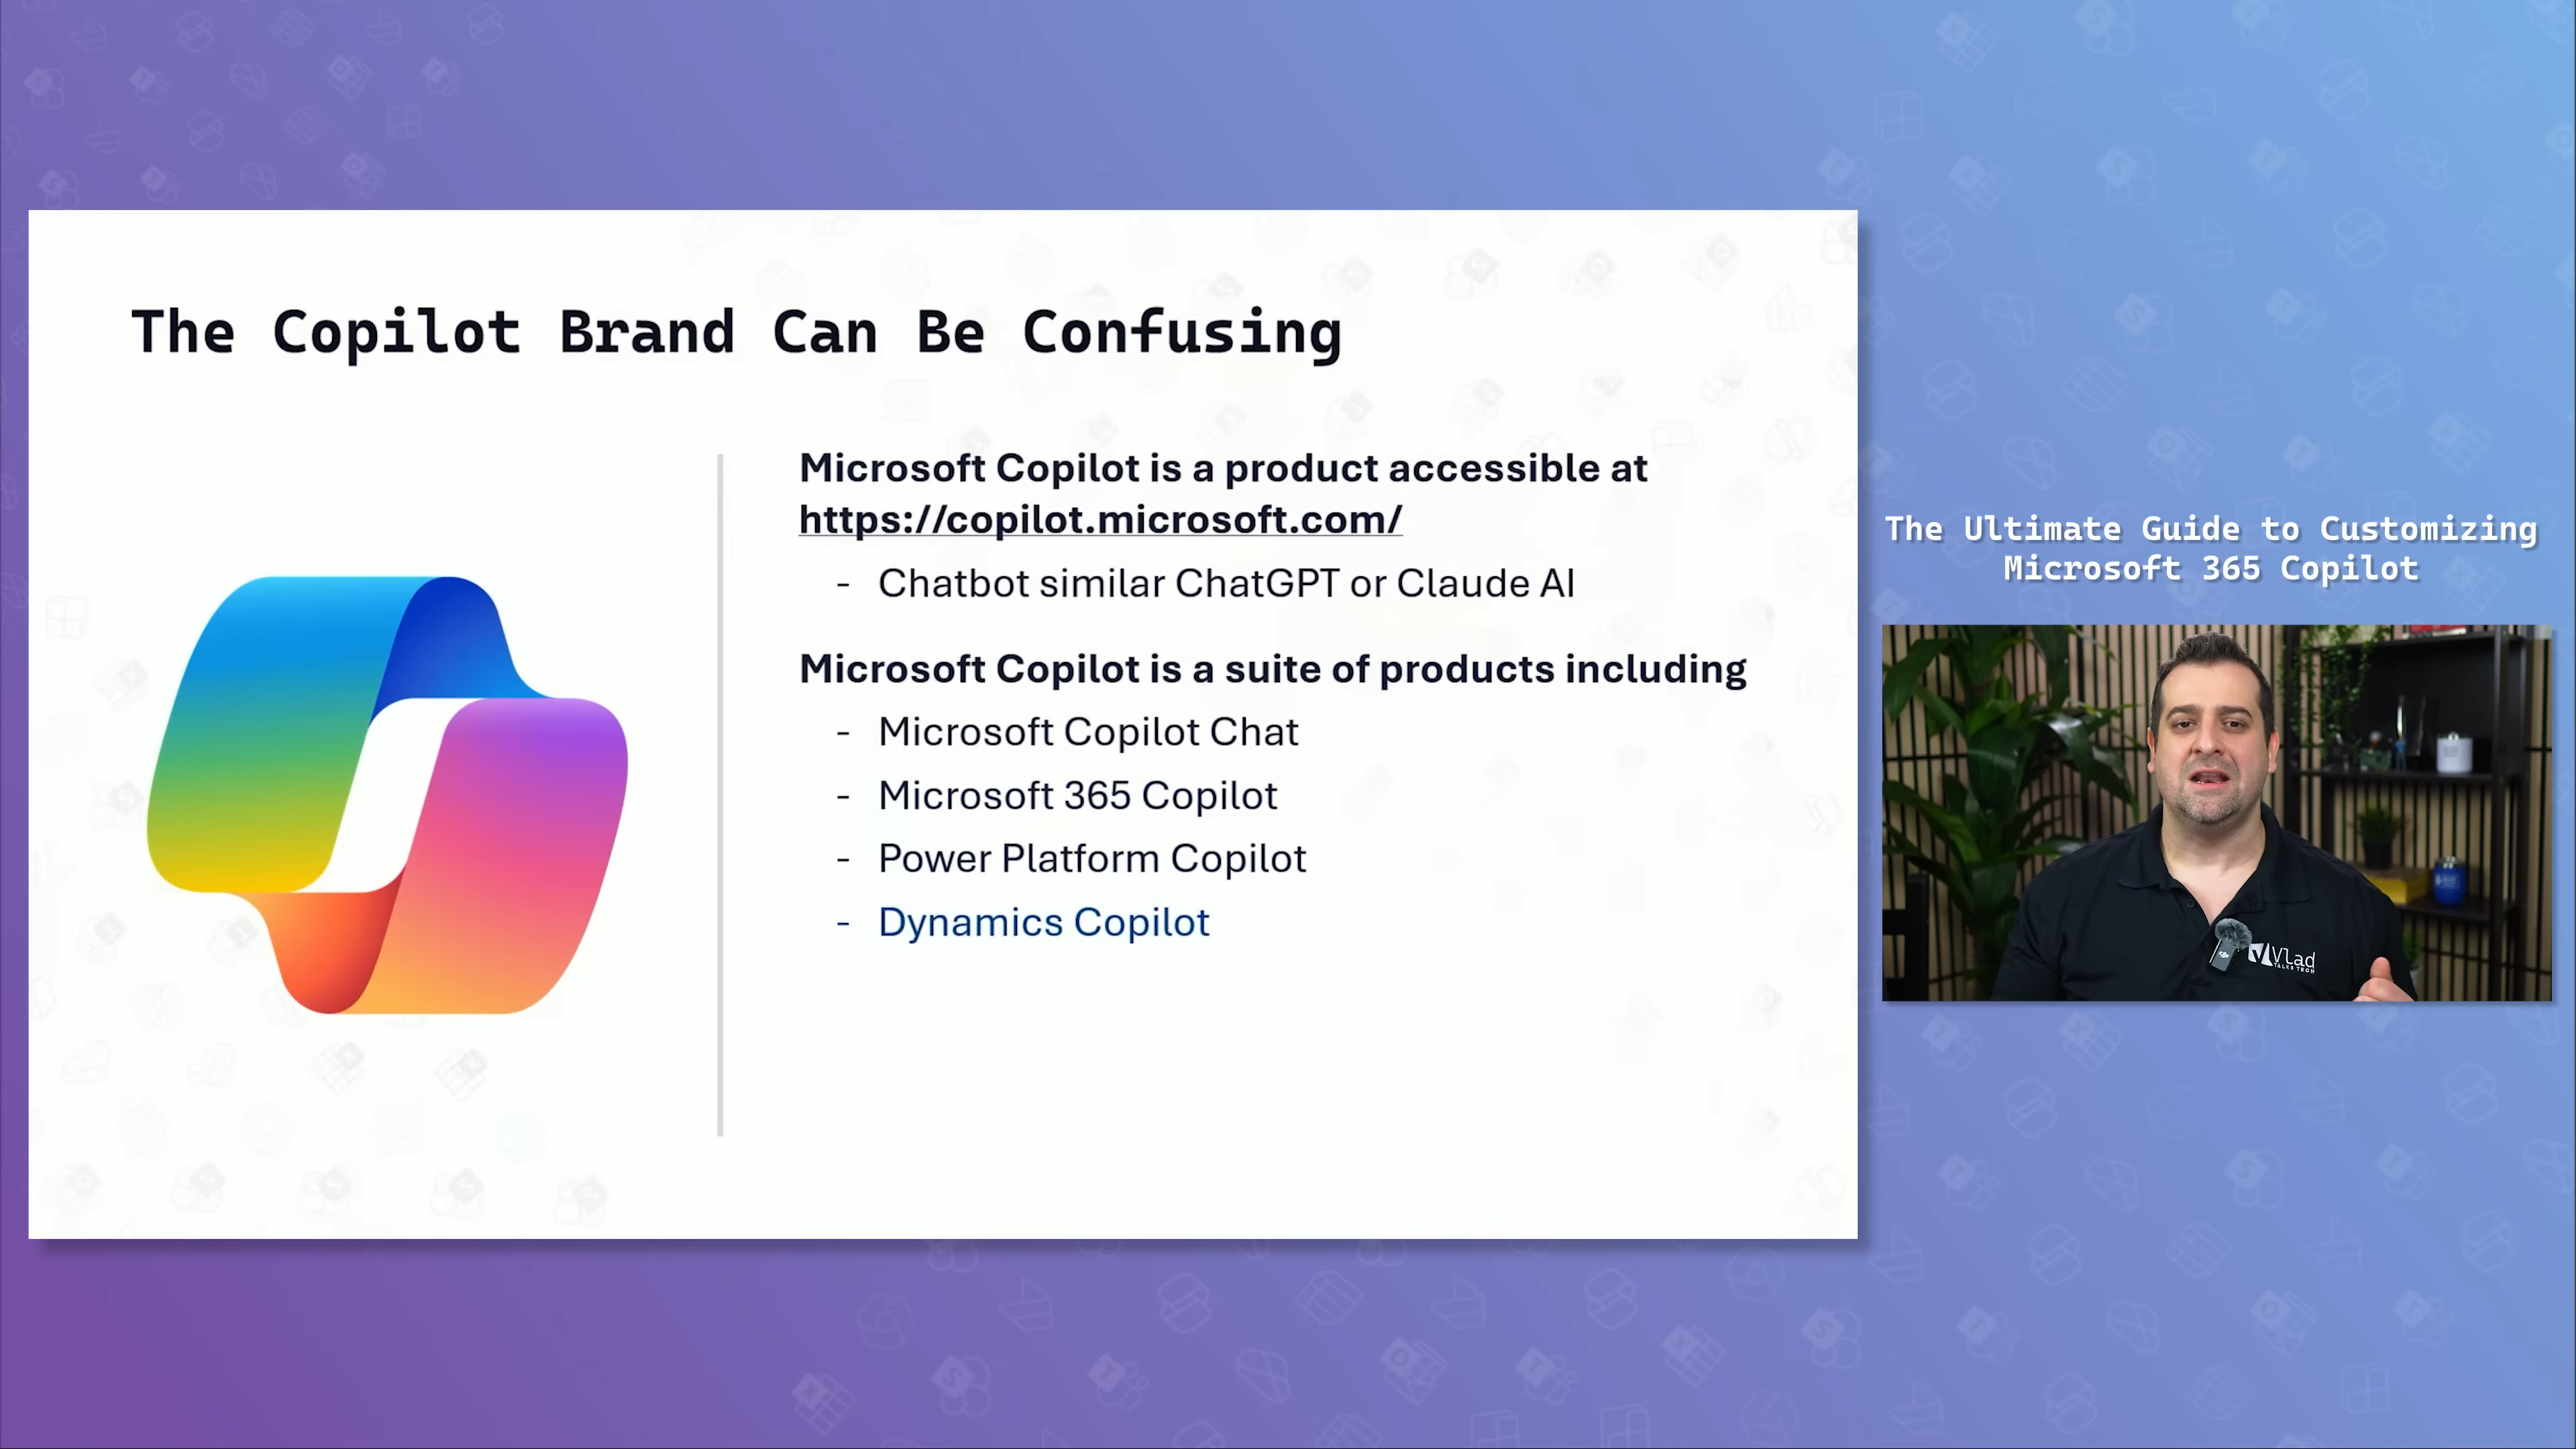 The Copilot Brand Can Be Confusing
Microsoft Copilot is a product accessible at
https://copilot.microsoft.com/
- Chatbot similar ChatGPT or Claude AI
Microsoft Copilot is a suite of products including
- Microsoft Copilot Chat
- Microsoft 365 Copilot
- Power Platform Copilot
- Dynamics Copilot
The Ultimate Guide to Customizing
Microsoft 365 Copilot
Vlad
TALKS TECH